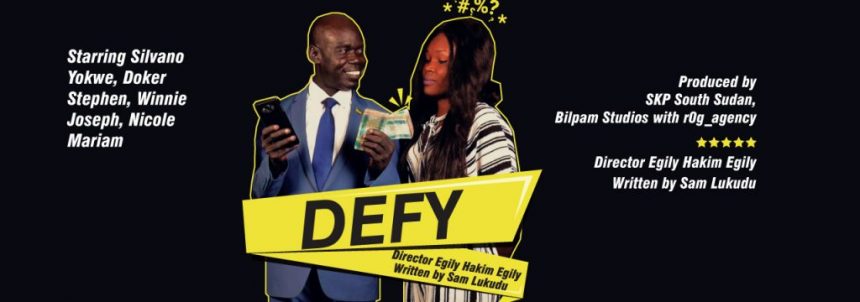 Starring Silvano
Yokwe, Doker
Stephen, Winnie
Joseph, Nicole
Mariam
*#,%?
*
DEFY
Director Egily Hakim Egily
Written by Sam Lukudu
Produced by
SKP South Sudan,
Bilpam Studios with r0g_agency
Director Egily Hakim Egily
Written by Sam Lukudu